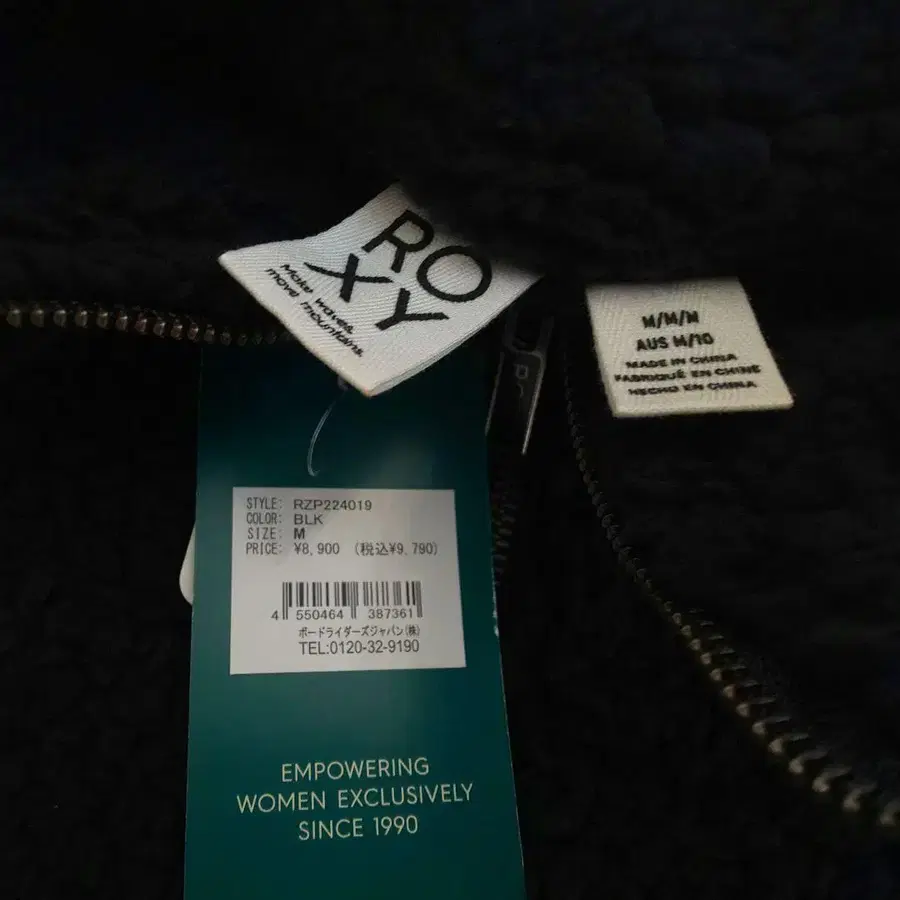 RO
XY
Make waves,
move mountains.
M/M/M
AUS M/10
MADE IN CHINA
FABRIQUÉ EN CHINE
HECHO EN CHINA
STYLE: RZP224019
COLOR: BLK
SIZE: M
PRICE: ¥8,900 (税込¥9,790)
4 550464 387361
ボードライダーズジャパン(株)
TEL:0120-32-9190
EMPOWERING
WOMEN EXCLUSIVELY
SINCE 1990